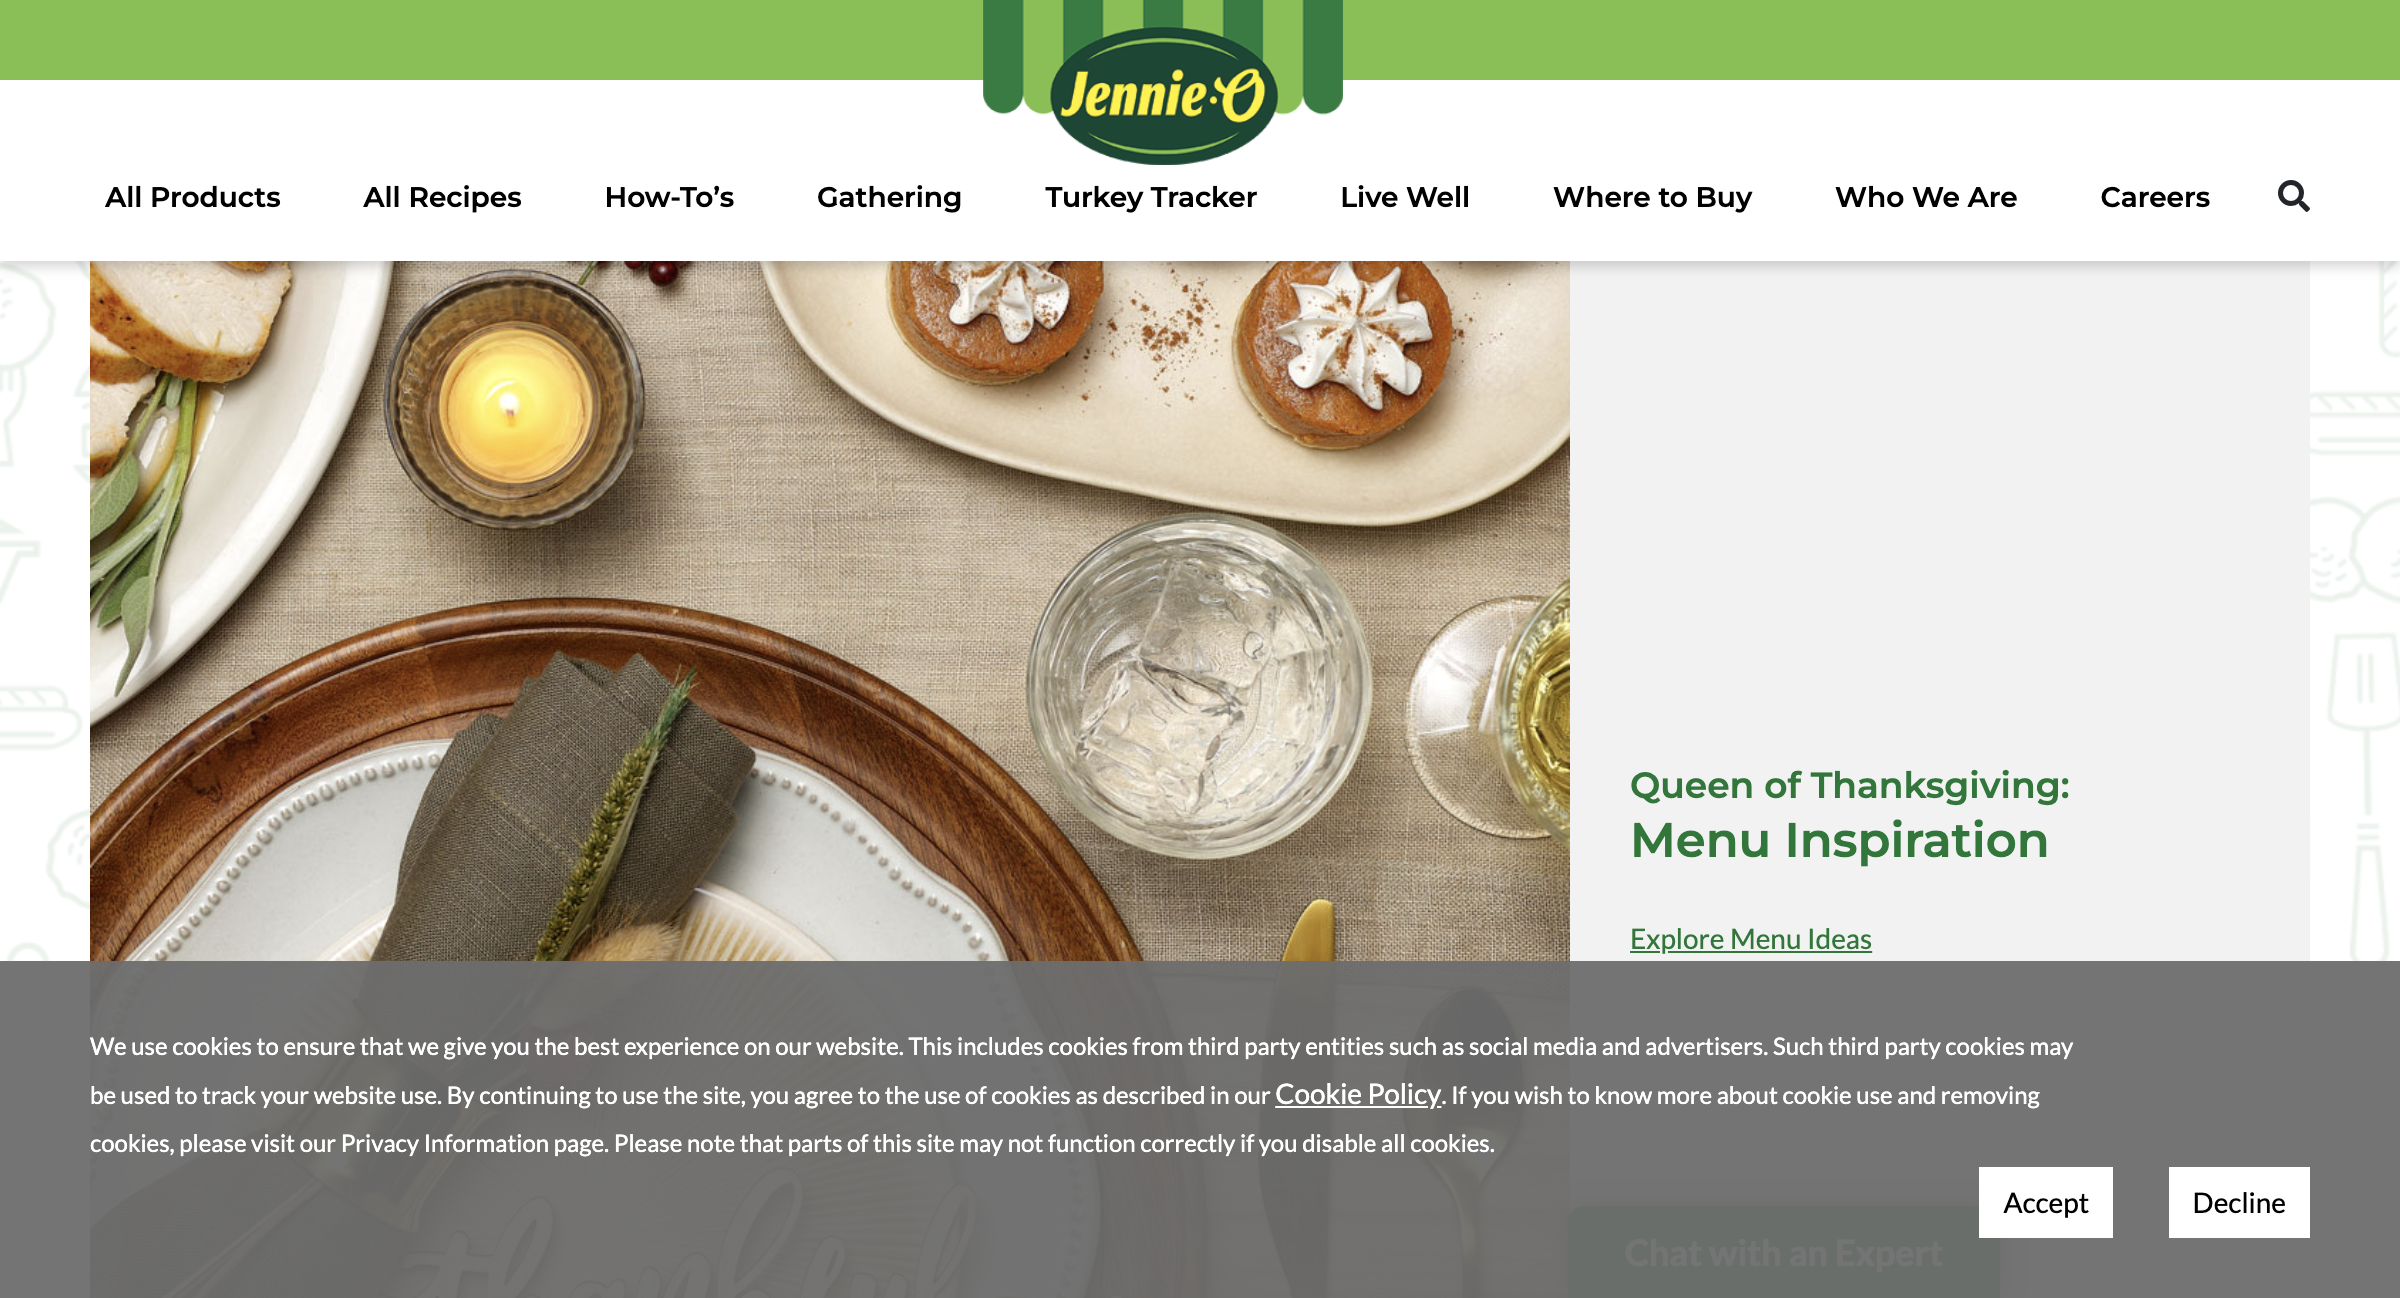 Jennie-O
All Products
All Recipes
How-To’s
Gathering
Turkey Tracker
Live Well
Where to Buy
Who We Are
Careers
Queen of Thanksgiving:
Menu Inspiration
Explore Menu Ideas
We use cookies to ensure that we give you the best experience on our website. This includes cookies from third party entities such as social media and advertisers. Such third party cookies may
be used to track your website use. By continuing to use the site, you agree to the use of cookies as described in our Cookie Policy. If you wish to know more about cookie use and removing
cookies, please visit our Privacy Information page. Please note that parts of this site may not function correctly if you disable all cookies.
Accept
Decline
Chat with an Expert
thankful